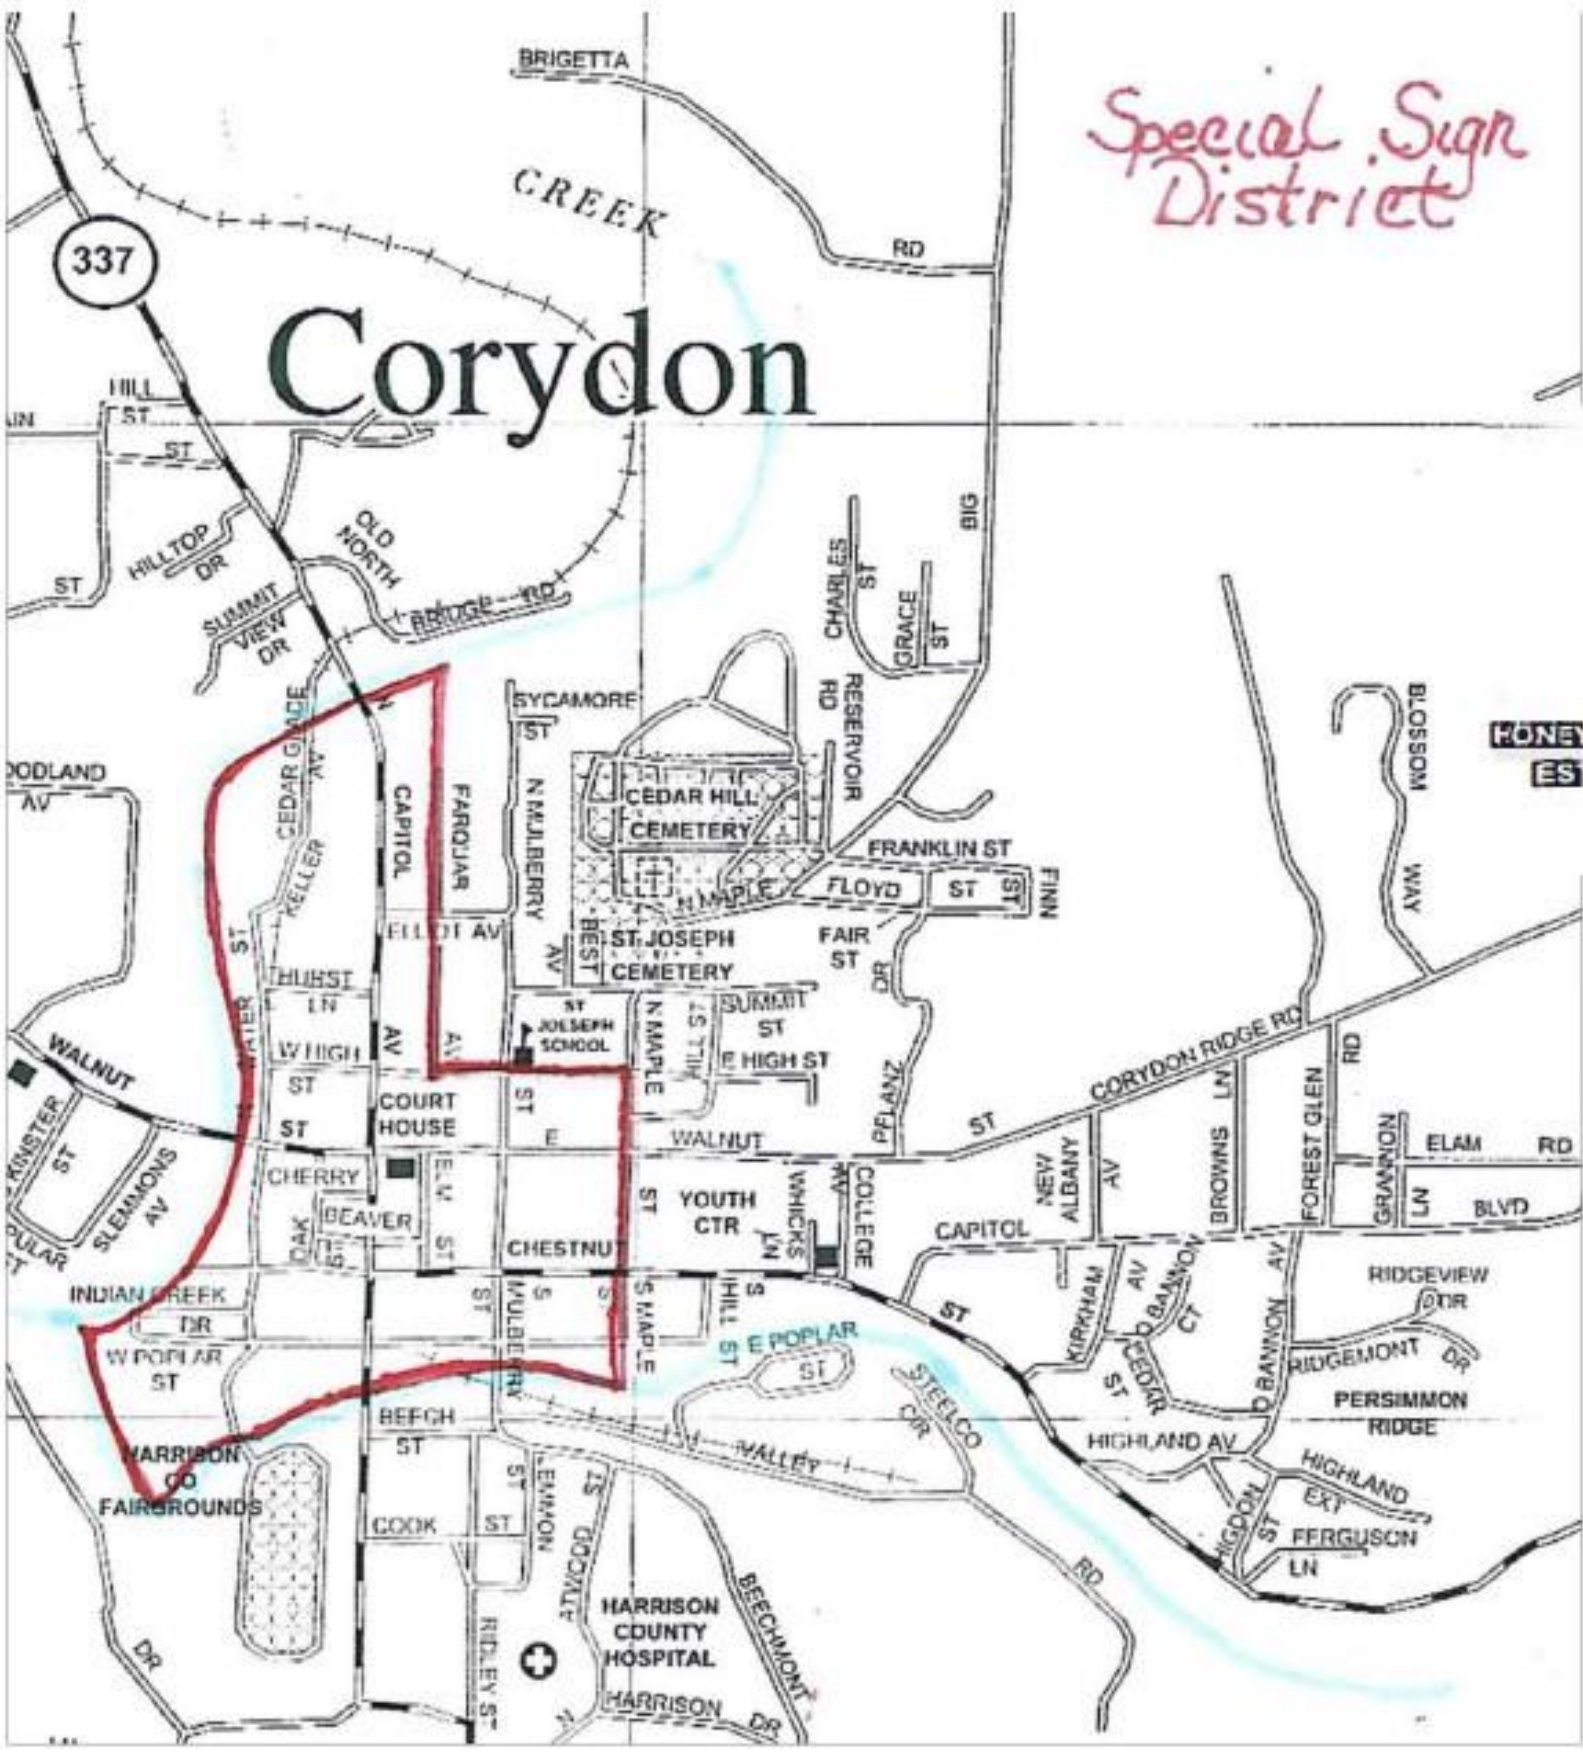 BRIGETTA
Special Sign
District
CREEK
RD
337
Corydon
HILL
ST
ST
BIG
OLD
NORTH
HILLTOP
DR
CHARLES
ST
ST
SUMMIT
VIEW
DR
BRIDGE RD
GRACE
ST
N
SYCAMORE
ST
RESERVOIR
RD
BLOSSOM
WAY
HONEY
ES
AV
CEDAR GLADE
AV
CAPITOL
FARQUAR
N MULBERRY
CEDAR HILL
CEMETERY
KELLER
FRANKLIN ST
FLOYD
ST
ST
FINN
N MAPLE
ELLIOT AV
BEST
AV
ST JOSEPH
CEMETERY
FAIR
ST
DR
ST
HURST
LN
WATER
ST
JOESEPH
SCHOOL
N MAPLE
HILL ST
SUMMIT
ST
E HIGH ST
WALNUT
W HIGH
ST
AV
AV
PFLANZ
CORYDON RIDGE RD
RD
ST
COURT
HOUSE
ST
E
WALNUT
ST
NEW
ALBANY
AV
BROWNS
LN
FOREST GLEN
GRANNON
LN
ELAM
RD
BLVD
ST
SLEMMONS
AV
CHERRY
ELM
ST
BEAVER
OAK
ST
CHESTNUT
ST
YOUTH
CTR
WHICKS
LN
AV
COLLEGE
CAPITOL
INDIAN CREEK
DR
W POPLAR
ST
ST
MULBERRY
S
S
S MAPLE
HILL ST
S
E POPLAR
ST
ST
KIRKHAM
AV
O BANNON
CT
CEDAR
ST
O BANNON
AV
RIDGEVIEW
DR
RIDGEMONT
DR
PERSIMMON
RIDGE
STEELCO
CIR
BEECH
ST
VALLEY
HIGHLAND AV
HIGHLAND
EXT
HIGDON
ST
FERGUSON
LN
HARRISON
CO
FAIRGROUNDS
COOK
ST
ST
LEMMON
ATWOOD
ST
RD
BEECHMONT
HARRISON
COUNTY
HOSPITAL
RIDLEY ST
DR
N
HARRISON
DR